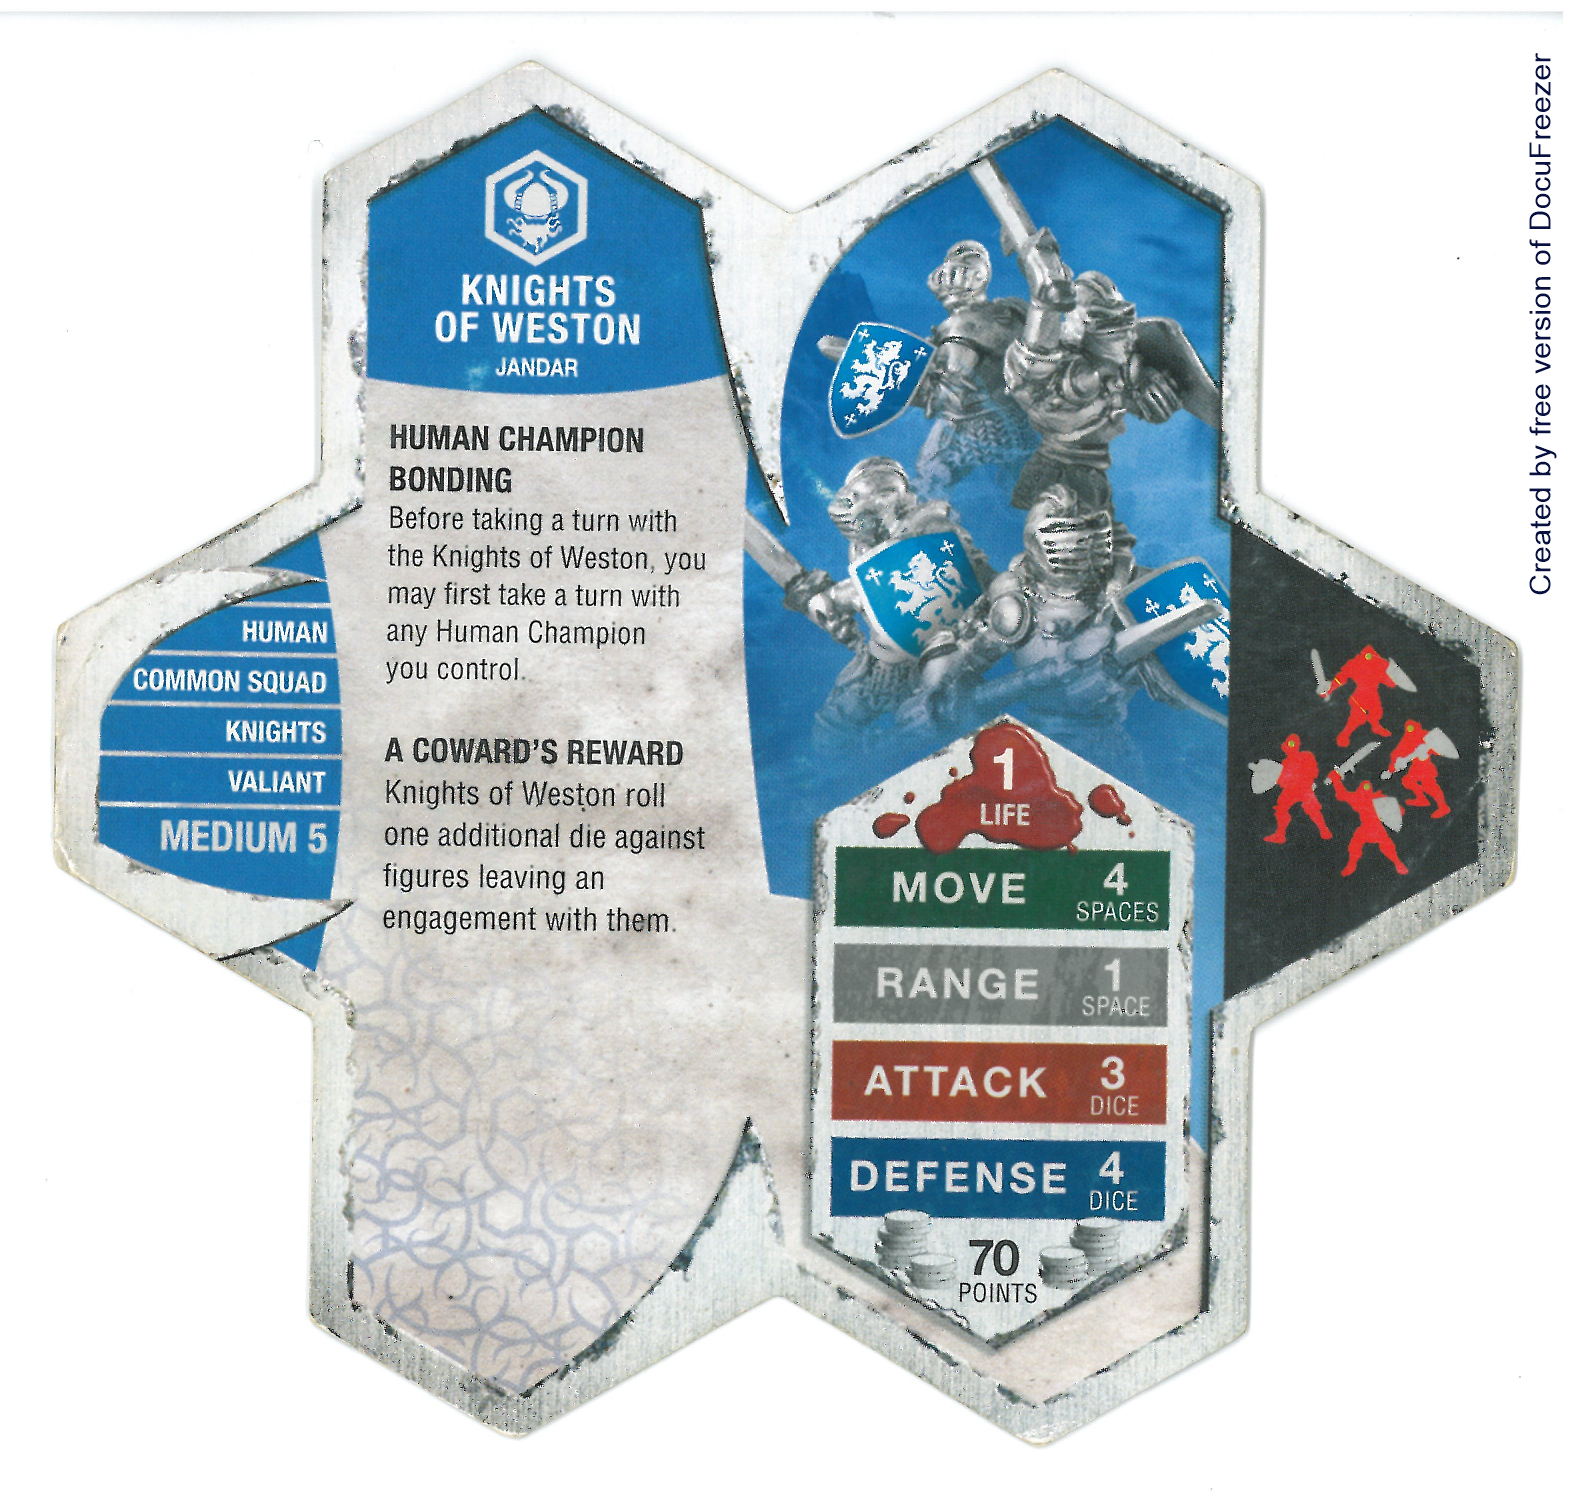 KNIGHTS
OF WESTON
JANDAR
HUMAN CHAMPION
BONDING
Before taking a turn with
the Knights of Weston, you
may first take a turn with
any Human Champion
you control.
A COWARD'S REWARD
Knights of Weston roll
one additional die against
figures leaving an
engagement with them.
HUMAN
COMMON SQUAD
KNIGHTS
VALIANT
MEDIUM 5
1
LIFE
MOVE 4
SPACES
RANGE 1
SPACE
ATTACK 3
DICE
DEFENSE 4
DICE
70
POINTS
Created by free version of DocuFreezer